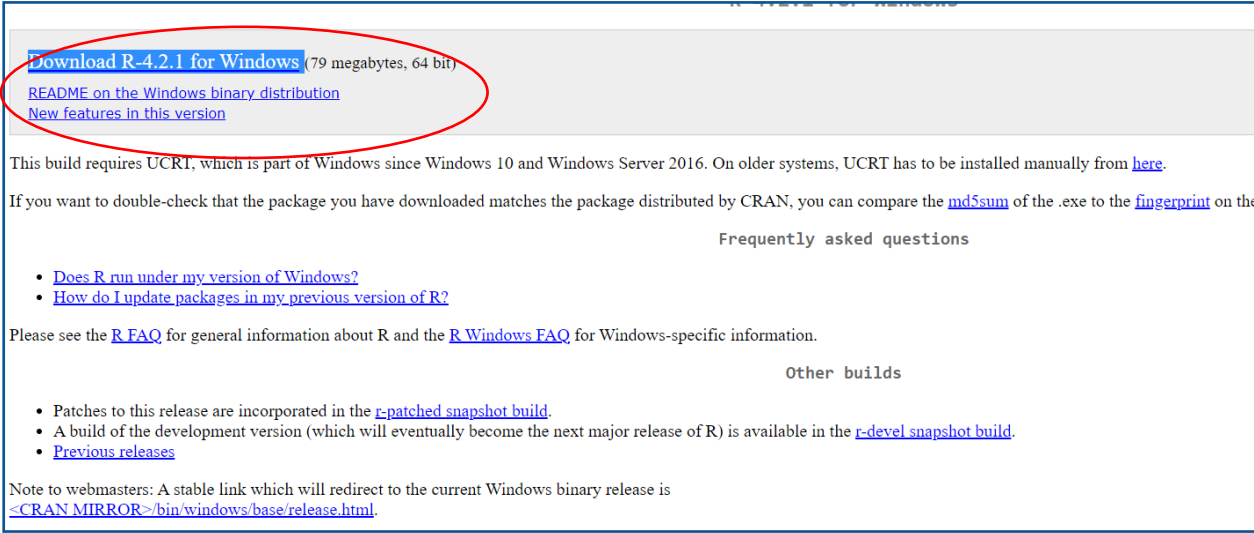 R-4.2.1 for Windows
Download R-4.2.1 for Windows (79 megabytes, 64 bit)
README on the Windows binary distribution
New features in this version
This build requires UCRT, which is part of Windows since Windows 10 and Windows Server 2016. On older systems, UCRT has to be installed manually from here.
If you want to double-check that the package you have downloaded matches the package distributed by CRAN, you can compare the md5sum of the .exe to the fingerprint on the
Frequently asked questions
• Does R run under my version of Windows?
• How do I update packages in my previous version of R?
Please see the R FAQ for general information about R and the R Windows FAQ for Windows-specific information.
Other builds
• Patches to this release are incorporated in the r-patched snapshot build.
• A build of the development version (which will eventually become the next major release of R) is available in the r-devel snapshot build.
• Previous releases
Note to webmasters: A stable link which will redirect to the current Windows binary release is
<CRAN MIRROR>/bin/windows/base/release.html.